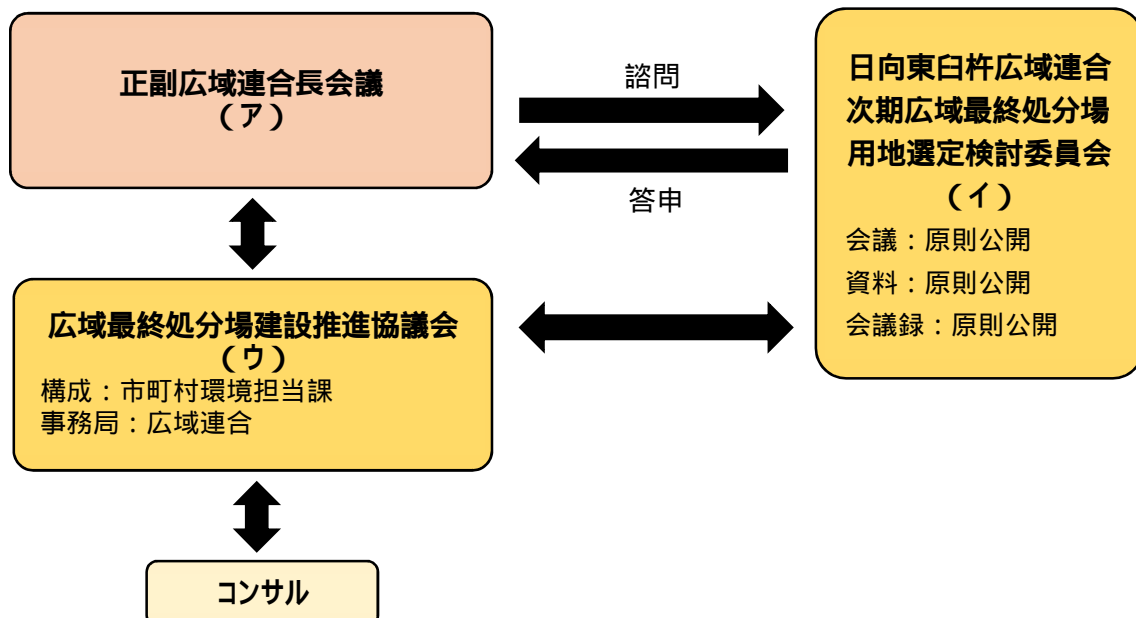 正副広域連合長会議
（ア）
諮問
答申
日向東臼杵広域連合
次期広域最終処分場
用地選定検討委員会
（イ）
会議：原則公開
資料：原則公開
会議録：原則公開
広域最終処分場建設推進協議会
（ウ）
構成：市町村環境担当課
事務局：広域連合
コンサル